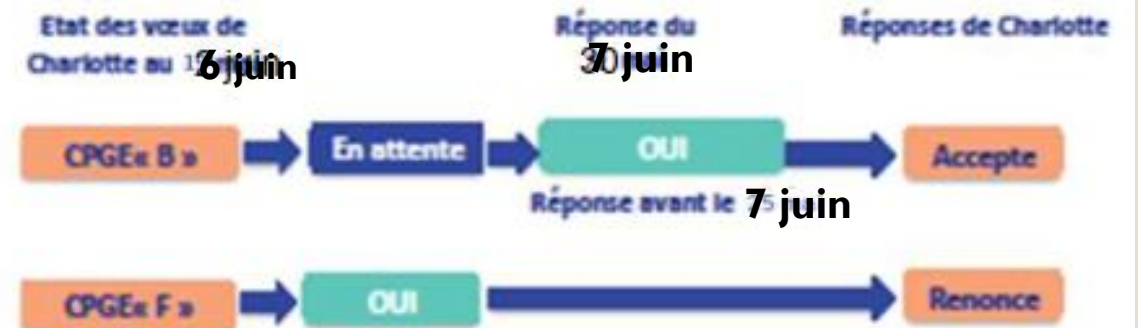 Etat des vœux de
Charlotte au 6 juin
Réponse du
7 juin
Réponses de Charlotte
CPGE« B »
En attente
OUI
Accepte
Réponse avant le 7 juin
CPGE« F »
OUI
Renonce